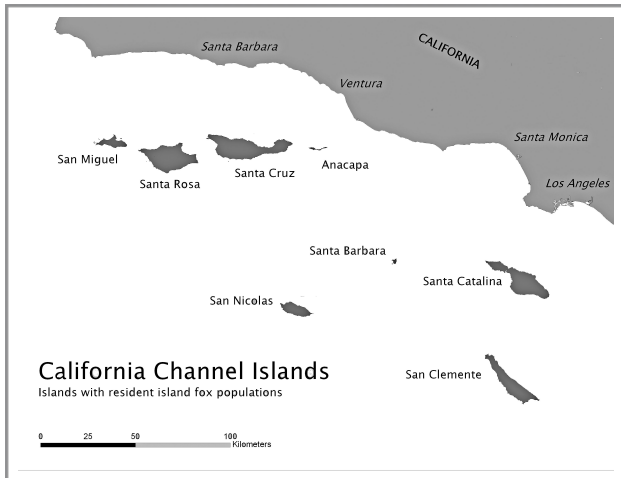 CALIFORNIA
Santa Barbara
Ventura
Santa Monica
Los Angeles
San Miguel
Santa Rosa
Santa Cruz
Anacapa
Santa Barbara
Santa Catalina
San Nicolas
San Clemente
California Channel Islands
Islands with resident island fox populations
0 25 50 100
Kilometers